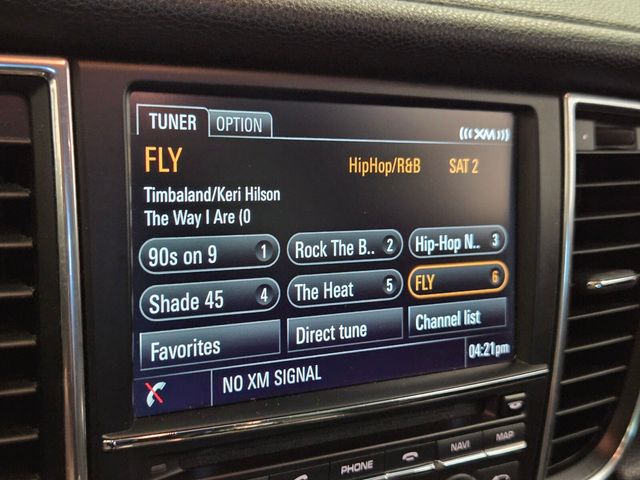 TUNER OPTION
(((XM)))
FLY HipHop/R&B SAT 2
Timbaland/Keri Hilson
The Way I Are (0
90s on 9 1 Rock The B.. 2 Hip-Hop N.. 3
Shade 45 4 The Heat 5 FLY 6
Favorites Direct tune Channel list
NO XM SIGNAL 04:21pm
PHONE NAVI MAP